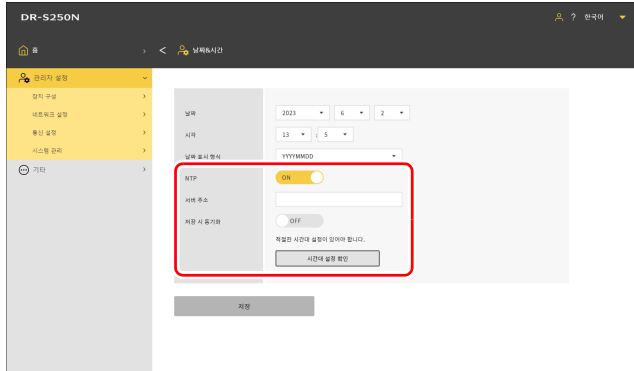 DR-S250N
? 한국어
홈
날짜&시간
관리자 설정
장치 구성
네트워크 설정
통신 설정
시스템 관리
기타
날짜
2023 6 2
시각
13 : 5
날짜 표시 형식
YYYYMMDD
NTP
ON
서버 주소
저장 시 동기화
OFF
적절한 시간대 설정이 있어야 합니다.
시간대 설정 확인
저장